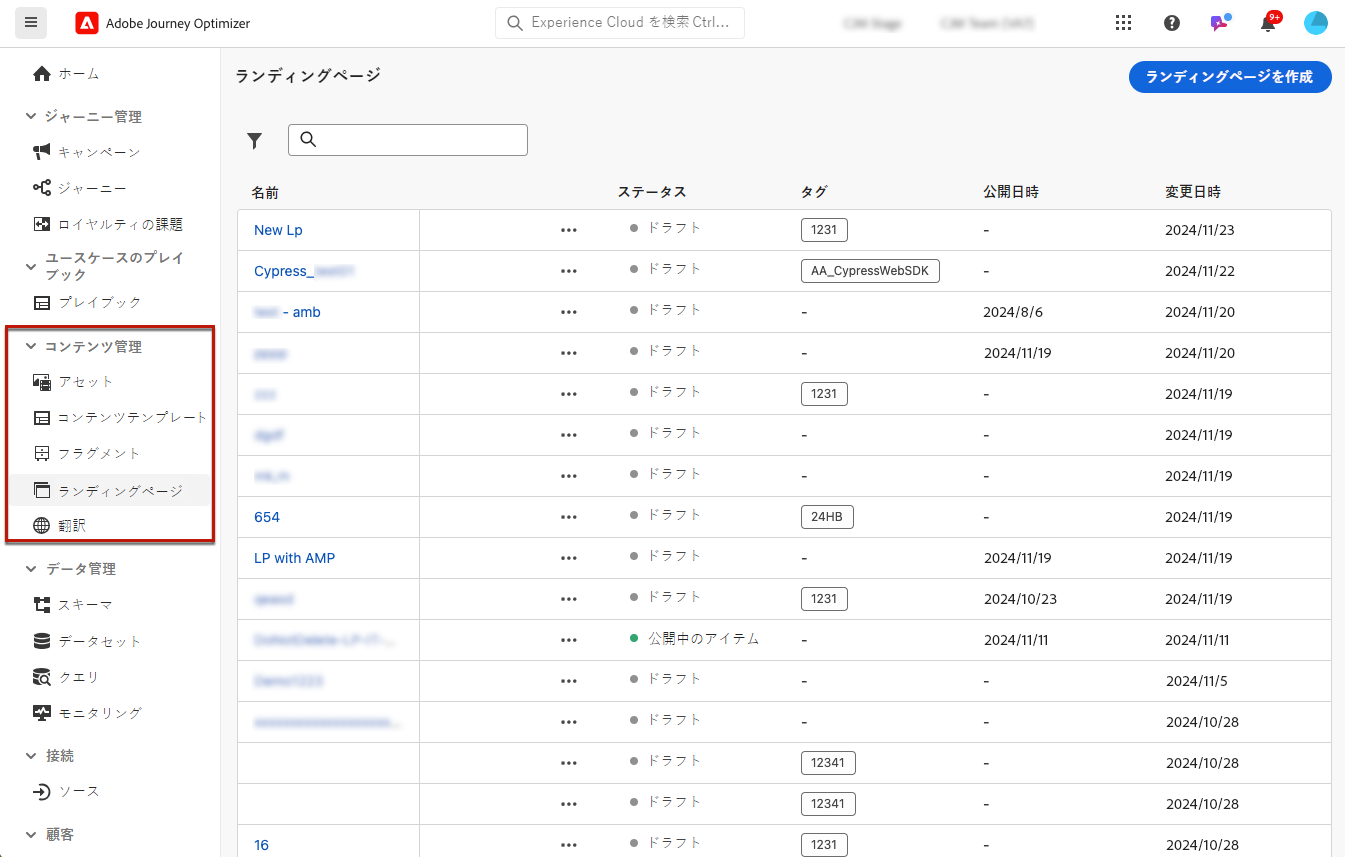 Adobe Journey Optimizer
Experience Cloud を検索 Ctrl...
9+
ホーム
ジャーニー管理
キャンペーン
ジャーニー
ロイヤルティの課題
ユースケースのプレイ
ブック
プレイブック
コンテンツ管理
アセット
コンテンツテンプレート
フラグメント
ランディングページ
翻訳
データ管理
スキーマ
データセット
クエリ
モニタリング
接続
ソース
顧客
ランディングページ
ランディングページを作成
名前 ステータス タグ 公開日時 変更日時
New Lp ドラフト 1231 - 2024/11/23
Cypress_ ドラフト AA_CypressWebSDK - 2024/11/22
- amb ドラフト - 2024/8/6 2024/11/20
ドラフト - 2024/11/19 2024/11/20
ドラフト 1231 - 2024/11/19
ドラフト - - 2024/11/19
ドラフト - - 2024/11/19
654 ドラフト 24HB - 2024/11/19
LP with AMP ドラフト - 2024/11/19 2024/11/19
ドラフト 1231 2024/10/23 2024/11/19
公開中のアイテム - 2024/11/11 2024/11/11
ドラフト - - 2024/11/5
ドラフト - - 2024/10/28
ドラフト 12341 - 2024/10/28
ドラフト 12341 - 2024/10/28
16 ドラフト 1231 - 2024/10/28